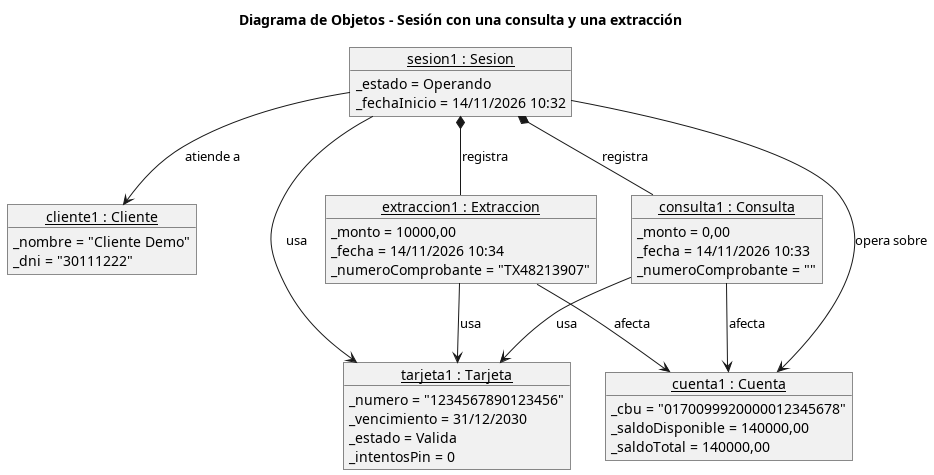 Diagrama de Objetos - Sesión con una consulta y una extracción
sesion1 : Sesion
_estado = Operando
_fechaInicio = 14/11/2026 10:32
atiende a
registra
registra
cliente1 : Cliente
_nombre = "Cliente Demo"
_dni = "30111222"
usa
extraccion1 : Extraccion
_monto = 10000,00
_fecha = 14/11/2026 10:34
_numeroComprobante = "TX48213907"
consulta1 : Consulta
_monto = 0,00
_fecha = 14/11/2026 10:33
_numeroComprobante = ""
opera sobre
usa
usa
afecta
afecta
tarjeta1 : Tarjeta
_numero = "1234567890123456"
_vencimiento = 31/12/2030
_estado = Valida
_intentosPin = 0
cuenta1 : Cuenta
_cbu = "0170099920000012345678"
_saldoDisponible = 140000,00
_saldoTotal = 140000,00